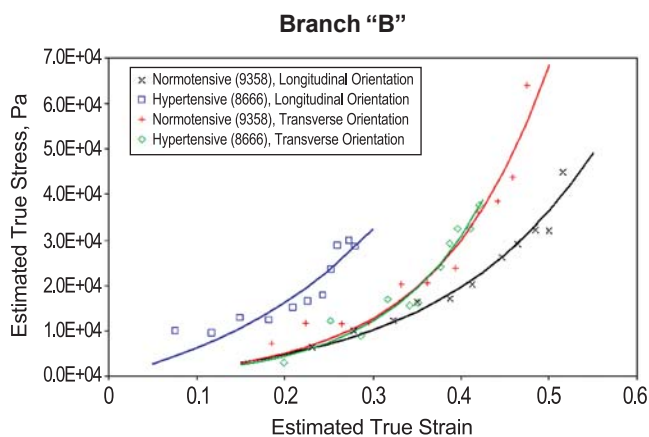 Branch “B”
7.0E+04
6.0E+04
5.0E+04
4.0E+04
3.0E+04
2.0E+04
1.0E+04
0.0E+04
Estimated True Stress, Pa
Normotensive (9358), Longitudinal Orientation
Hypertensive (8666), Longitudinal Orientation
Normotensive (9358), Transverse Orientation
Hypertensive (8666), Transverse Orientation
0 0.1 0.2 0.3 0.4 0.5 0.6
Estimated True Strain